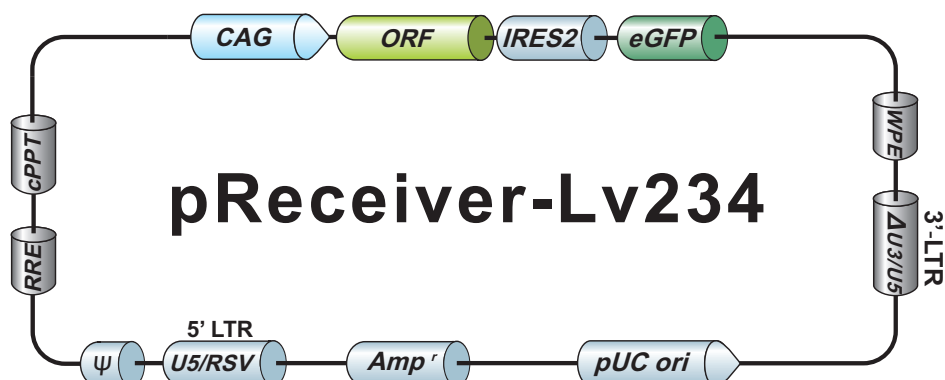 CAG
ORF
IRES2
eGFP
cPPT
WPE
pReceiver-Lv234
RRE
ΔU3/U5
3'-LTR
5' LTR
ψ
U5/RSV
Amp r
pUC ori